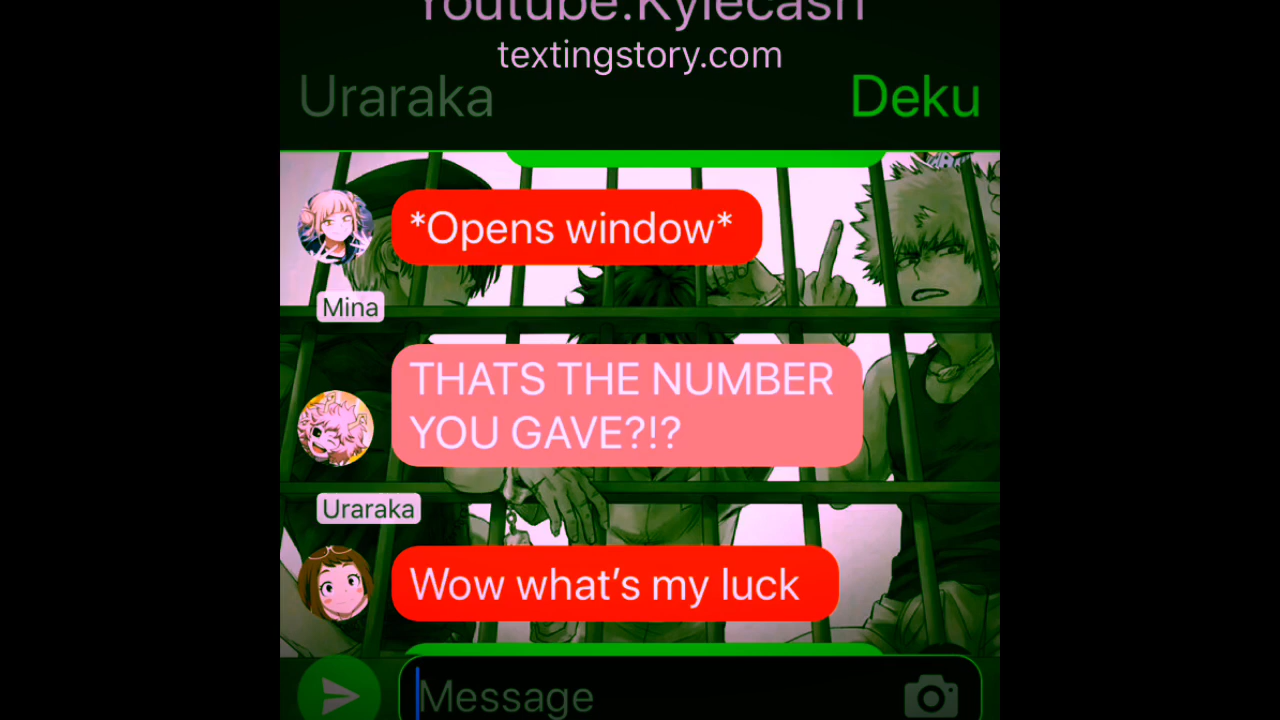 Youtube.Kylecash
textingstory.com
Uraraka Deku
*Opens window*
Mina
THATS THE NUMBER
YOU GAVE?!?
Uraraka
Wow what’s my luck
Message